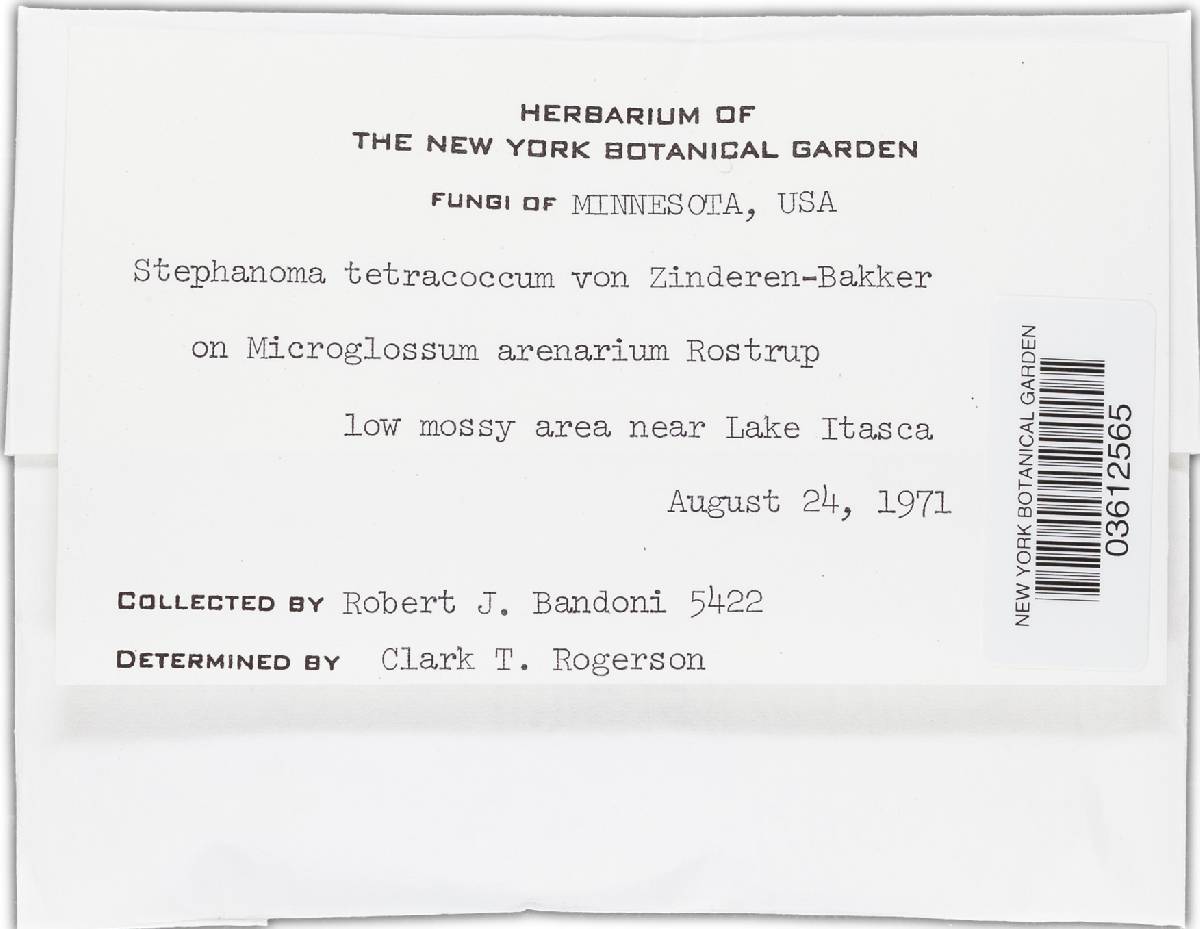 HERBARIUM OF
THE NEW YORK BOTANICAL GARDEN
FUNGI OF MINNESOTA, USA
Stephanoma tetracoccum von Zinderen-Bakker
on Microglossum arenarium Rostrup
low mossy area near Lake Itasca
August 24, 1971
COLLECTED BY Robert J. Bandoni 5422
DETERMINED BY Clark T. Rogerson
NEW YORK BOTANICAL GARDEN
03612565